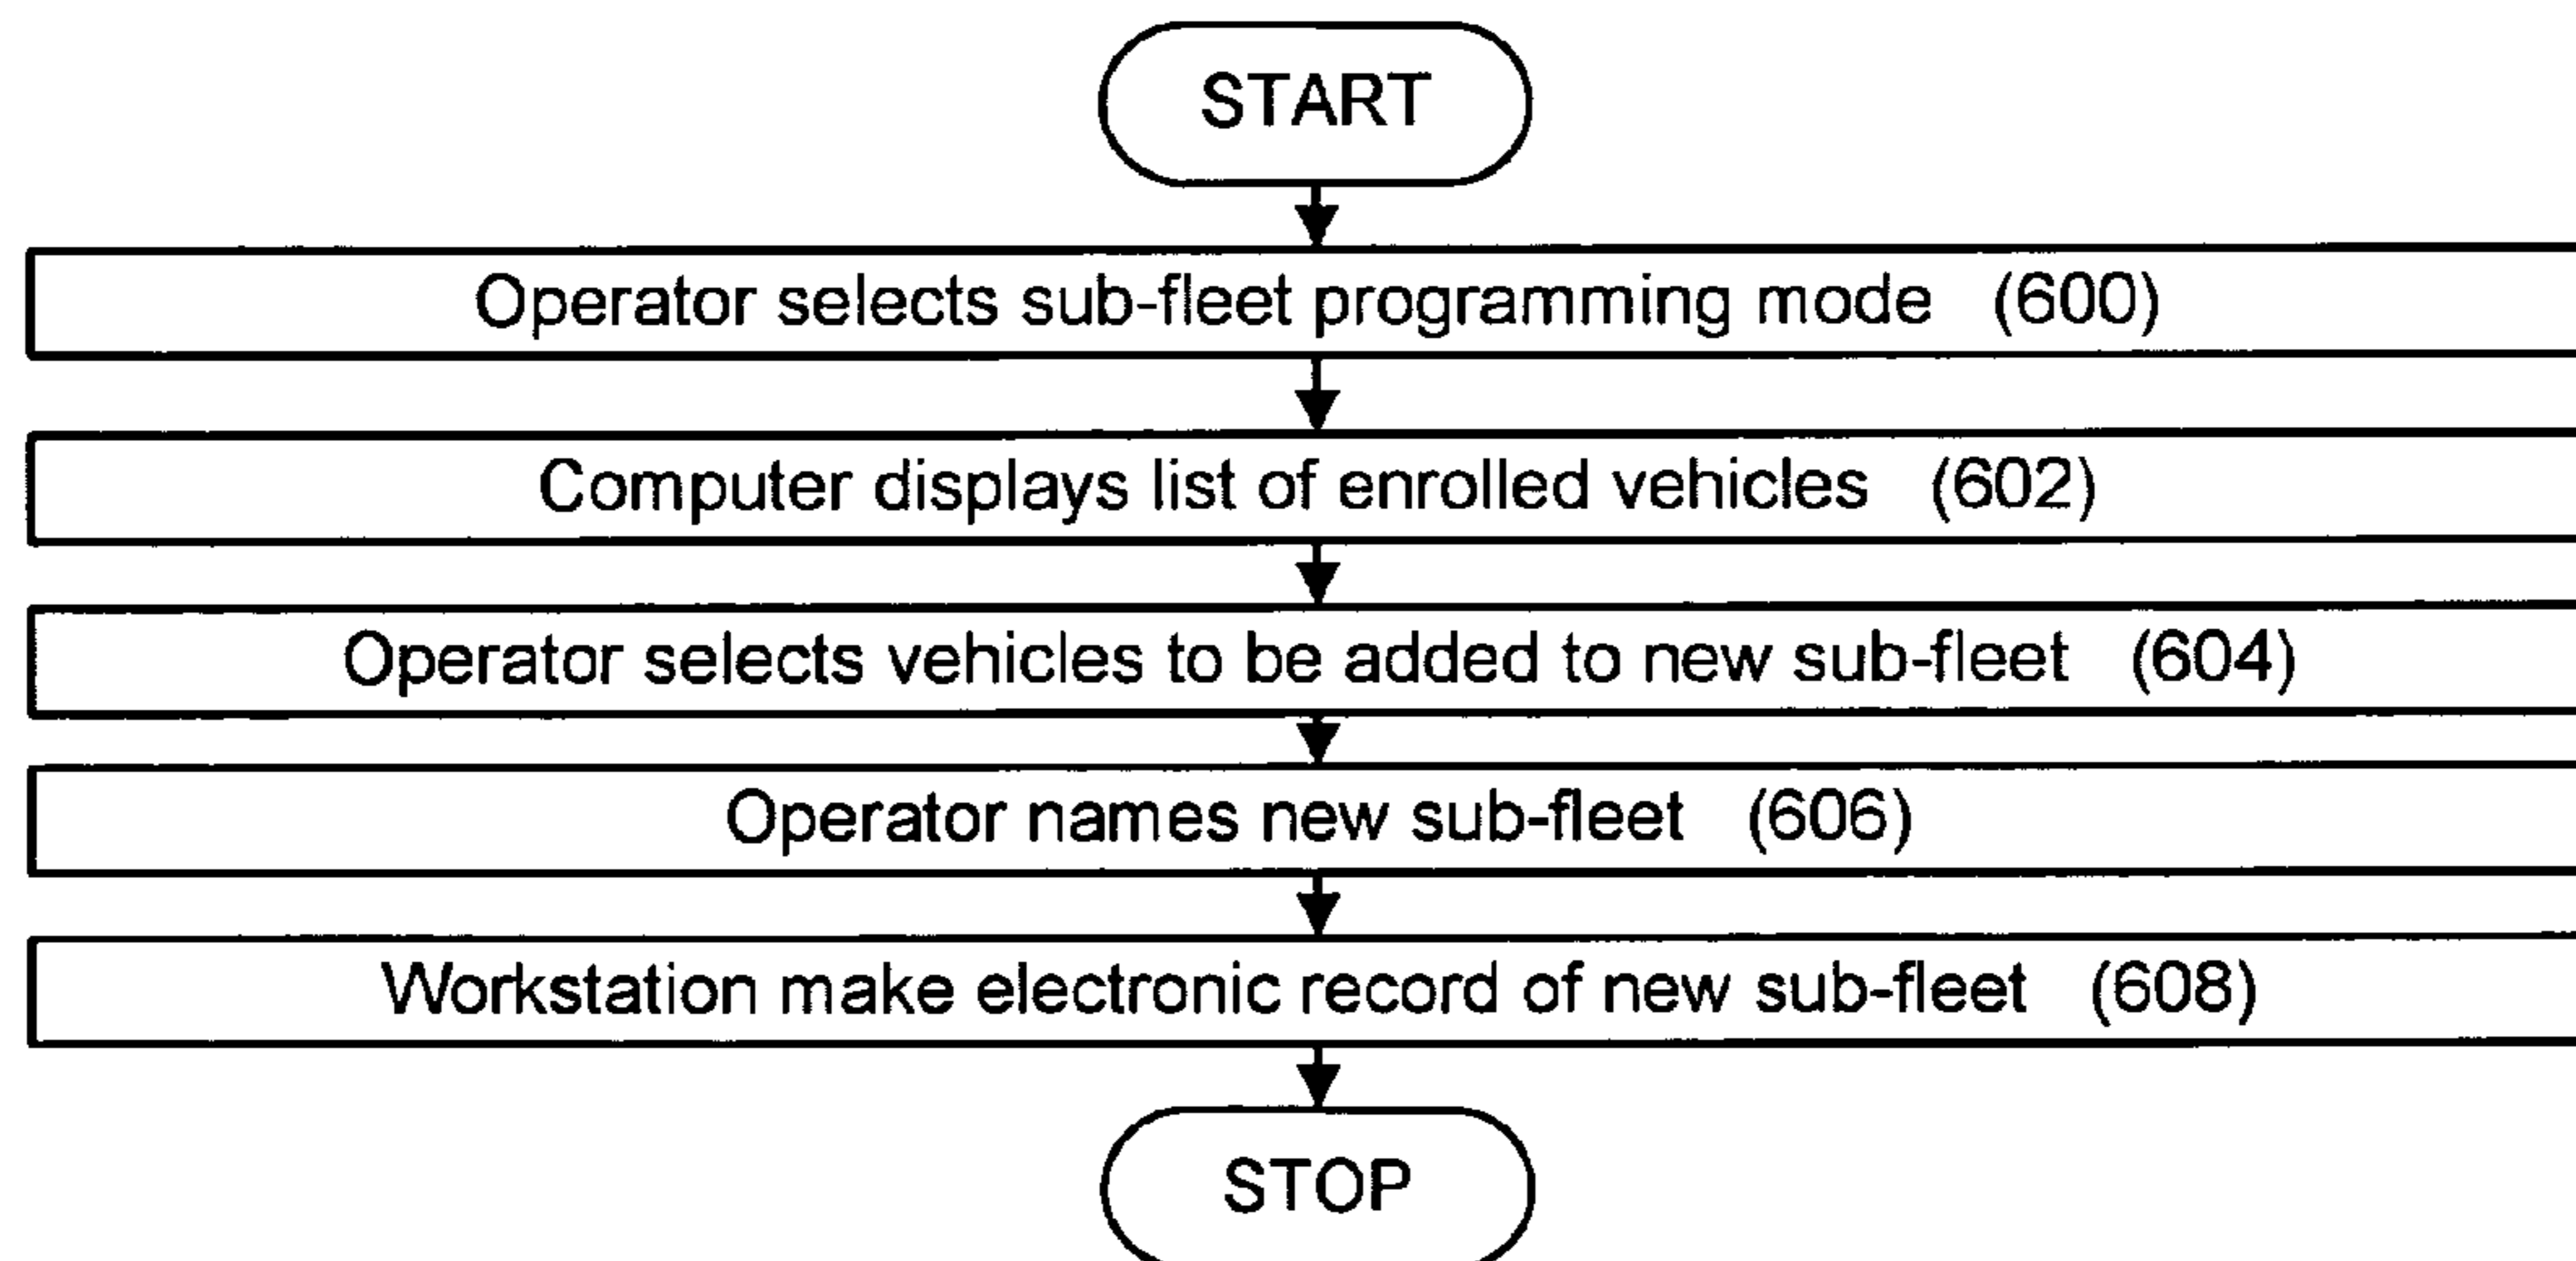 START
Operator selects sub-fleet programming mode (600)
Computer displays list of enrolled vehicles (602)
Operator selects vehicles to be added to new sub-fleet (604)
Operator names new sub-fleet (606)
Workstation make electronic record of new sub-fleet (608)
STOP